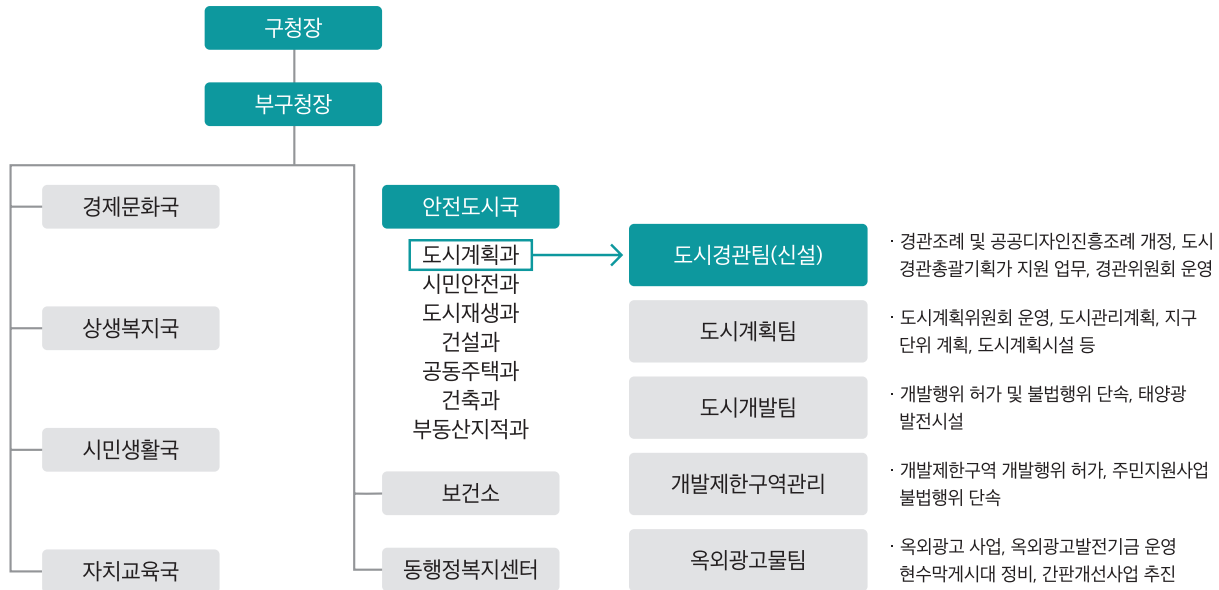 구청장
부구청장
경제문화국
상생복지국
시민생활국
자치교육국
안전도시국
도시계획과
시민안전과
도시재생과
건설과
공동주택과
건축과
부동산지적과
보건소
동행정복지센터
도시경관팀(신설)
· 경관조례 및 공공디자인진흥조례 개정, 도시
경관총괄기획가 지원 업무, 경관위원회 운영
도시계획팀
· 도시계획위원회 운영, 도시관리계획, 지구
단위 계획, 도시계획시설 등
도시개발팀
· 개발행위 허가 및 불법행위 단속, 태양광
발전시설
개발제한구역관리
· 개발제한구역 개발행위 허가, 주민지원사업
불법행위 단속
옥외광고물팀
· 옥외광고 사업, 옥외광고발전기금 운영
현수막게시대 정비, 간판개선사업 추진